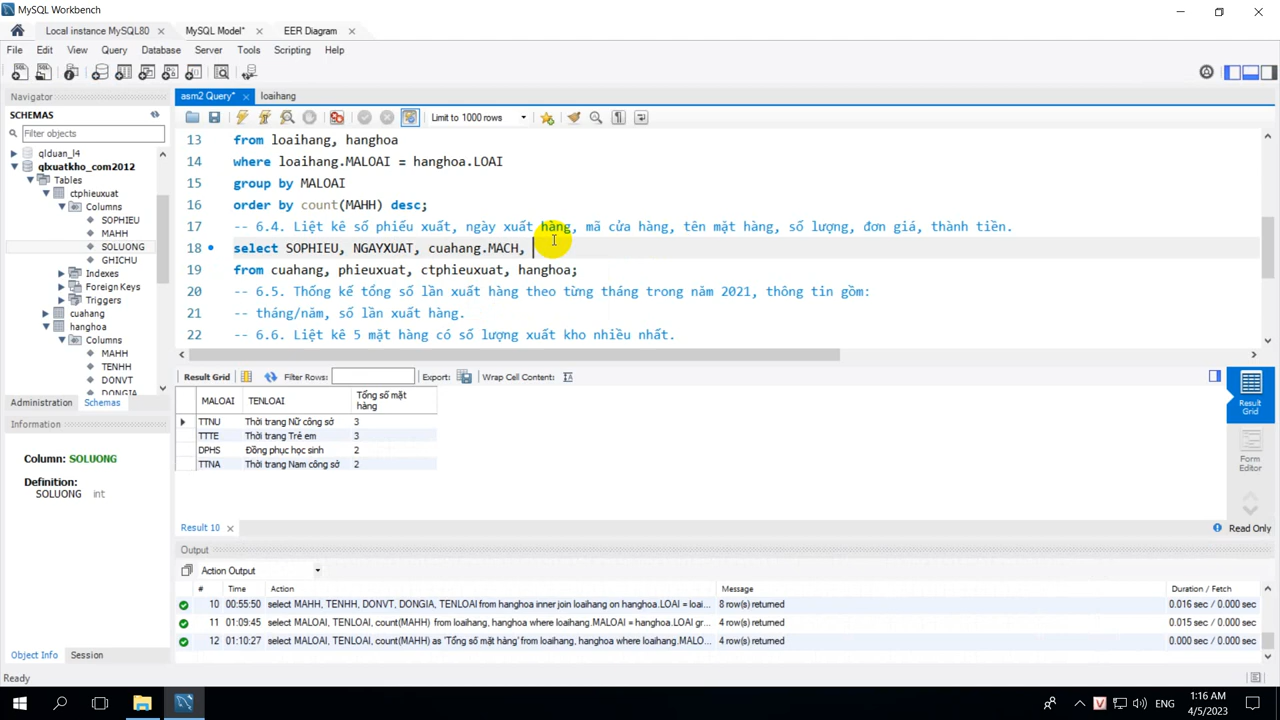 MySQL Workbench
Local instance MySQL80
MySQL Model*
EER Diagram
File Edit View Query Database Server Tools Scripting Help
Navigator
SCHEMAS
Filter objects
qlduan_l4
qlxuatkho_com2012
Tables
ctphieuxuat
Columns
SOPHIEU
MAHH
SOLUONG
GHICHU
Indexes
Foreign Keys
Triggers
cuahang
hanghoa
Columns
MAHH
TENHH
DONVT
DONGIA
Administration Schemas
Information
Column: SOLUONG
Definition:
SOLUONG int
Object Info Session
Ready
asm2 Query* loaihang
Limit to 1000 rows
13 from loaihang, hanghoa
14 where loaihang.MALOAI = hanghoa.LOAI
15 group by MALOAI
16 order by count(MAHH) desc;
17 -- 6.4. Liệt kê số phiếu xuất, ngày xuất hàng, mã cửa hàng, tên mặt hàng, số lượng, đơn giá, thành tiền.
18 select SOPHIEU, NGAYXUAT, cuahang.MACH,
19 from cuahang, phieuxuat, ctphieuxuat, hanghoa;
20 -- 6.5. Thống kế tổng số lần xuất hàng theo từng tháng trong năm 2021, thông tin gồm:
21 -- tháng/năm, số lần xuất hàng.
22 -- 6.6. Liệt kê 5 mặt hàng có số lượng xuất kho nhiều nhất.
Result Grid Filter Rows: Export: Wrap Cell Content:
MALOAI TENLOAI Tổng số mặt hàng
TTNU Thời trang Nữ công sở 3
TTTE Thời trang Trẻ em 3
DPHS Đồng phục học sinh 2
TTNA Thời trang Nam công sở 2
Result Grid
Form Editor
Result 10
Read Only
Output
Action Output
# Time Action Message Duration / Fetch
10 00:55:50 select MAHH, TENHH, DONVT, DONGIA, TENLOAI from hanghoa inner join loaihang on hanghoa.LOAI = loai... 8 row(s) returned 0.016 sec / 0.000 sec
11 01:09:45 select MALOAI, TENLOAI, count(MAHH) from loaihang, hanghoa where loaihang.MALOAI = hanghoa.LOAI gr... 4 row(s) returned 0.015 sec / 0.000 sec
12 01:10:27 select MALOAI, TENLOAI, count(MAHH) as 'Tổng số mặt hàng' from loaihang, hanghoa where loaihang.MALO... 4 row(s) returned 0.000 sec / 0.000 sec
ENG
1:16 AM
4/5/2023